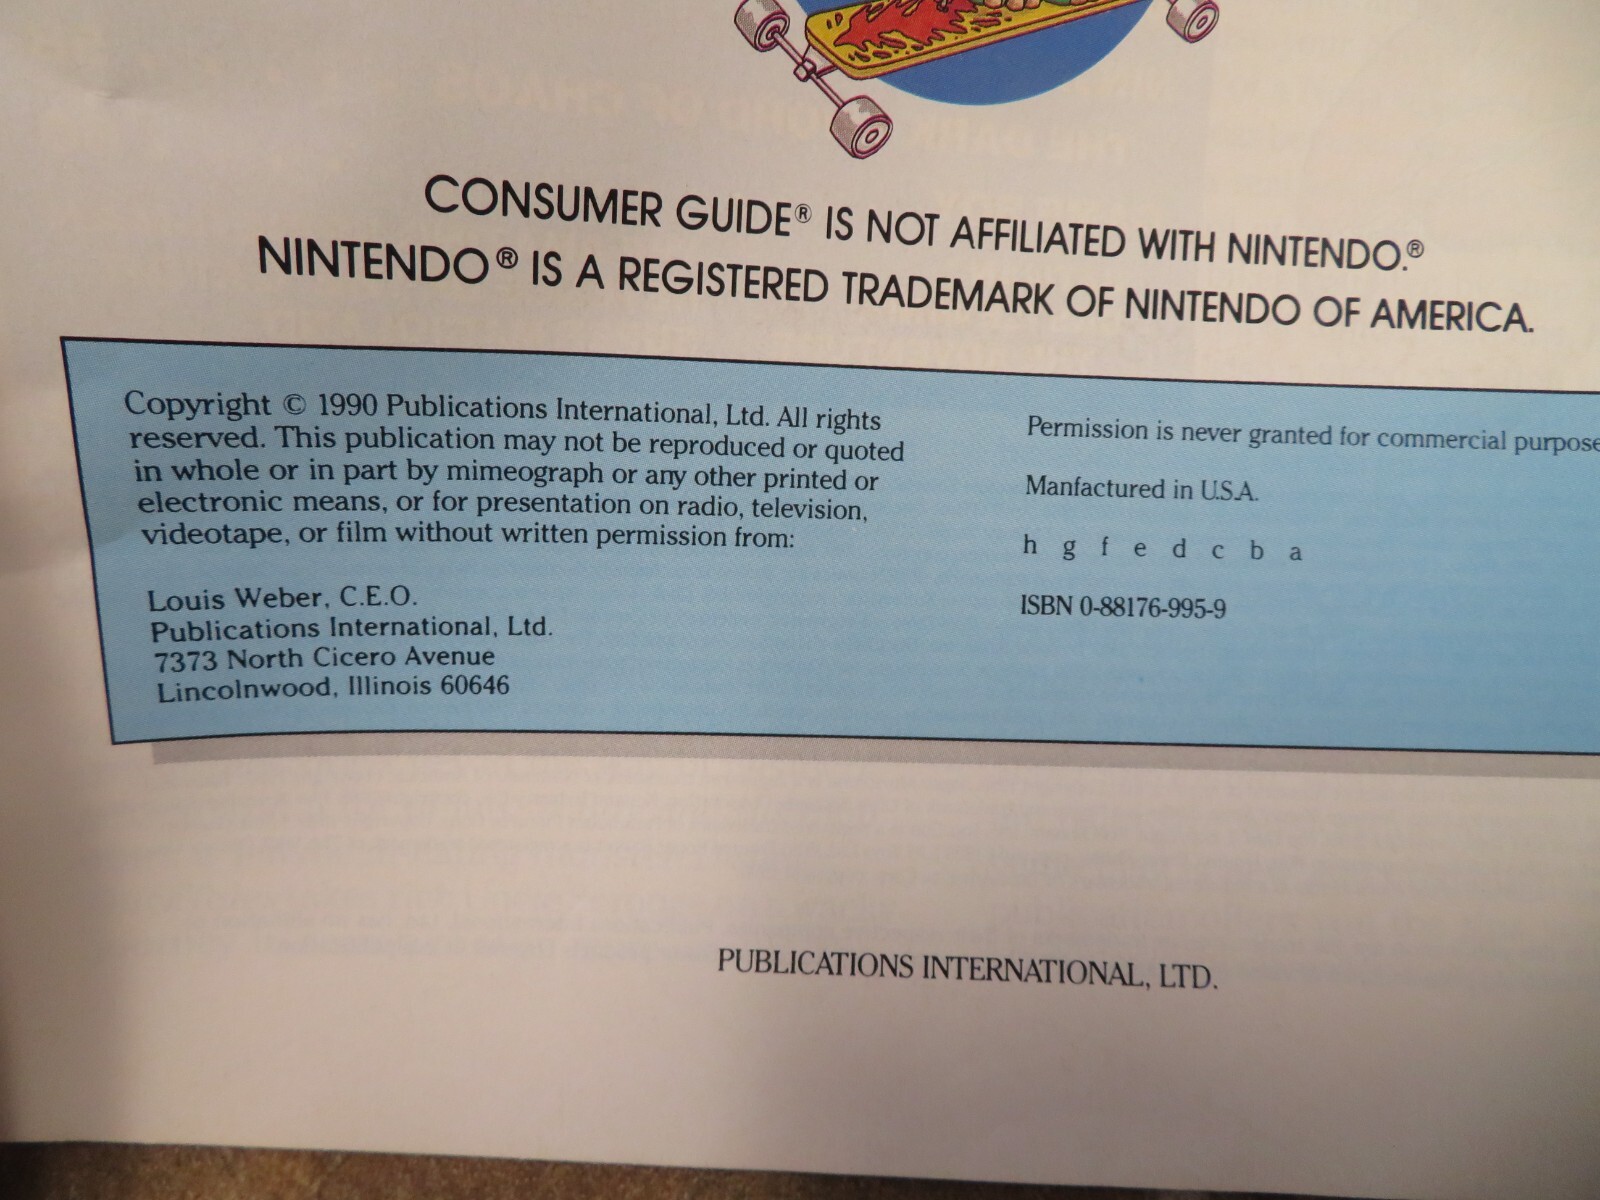 CONSUMER GUIDE® IS NOT AFFILIATED WITH NINTENDO.®
NINTENDO® IS A REGISTERED TRADEMARK OF NINTENDO OF AMERICA.
Copyright © 1990 Publications International, Ltd. All rights
reserved. This publication may not be reproduced or quoted
in whole or in part by mimeograph or any other printed or
electronic means, or for presentation on radio, television,
videotape, or film without written permission from:
Louis Weber, C.E.O.
Publications International, Ltd.
7373 North Cicero Avenue
Lincolnwood, Illinois 60646
Permission is never granted for commercial purpose
Manfactured in U.S.A.
h g f e d c b a
ISBN 0-88176-995-9
PUBLICATIONS INTERNATIONAL, LTD.